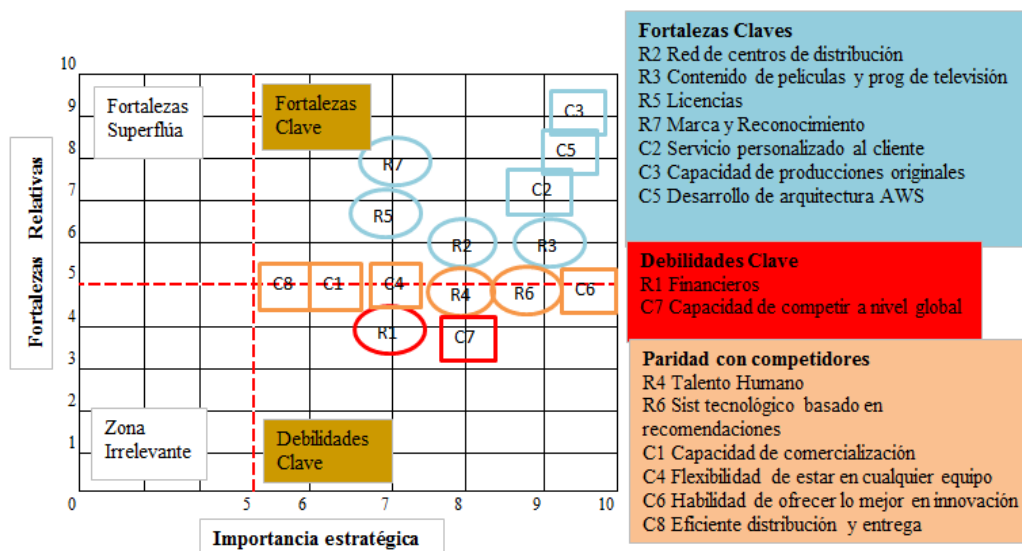 10
9
8
7
6
5
4
3
2
1
0
5
6
7
8
9
10
Fortalezas Relativas
Importancia estratégica
Fortalezas
Superflúa
Fortalezas
Clave
Zona
Irrelevante
Debilidades
Clave
C3
C5
R7
C2
R5
R2
R3
C8
C1
C4
R4
R6
C6
R1
C7
Fortalezas Claves
R2 Red de centros de distribución
R3 Contenido de películas y prog de televisión
R5 Licencias
R7 Marca y Reconocimiento
C2 Servicio personalizado al cliente
C3 Capacidad de producciones originales
C5 Desarrollo de arquitectura AWS
Debilidades Clave
R1 Financieros
C7 Capacidad de competir a nivel global
Paridad con competidores
R4 Talento Humano
R6 Sist tecnológico basado en
recomendaciones
C1 Capacidad de comercialización
C4 Flexibilidad de estar en cualquier equipo
C6 Habilidad de ofrecer lo mejor en innovación
C8 Eficiente distribución y entrega